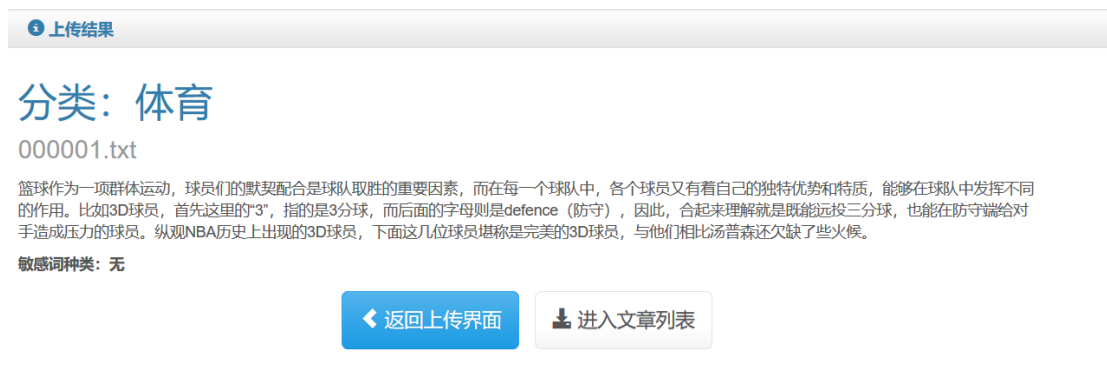 上传结果
分类：体育
000001.txt
篮球作为一项群体运动，球员们的默契配合是球队取胜的重要因素，而在每一个球队中，各个球员又有着自己的独特优势和特质，能够在球队中发挥不同
的作用。比如3D球员，首先这里的“3”，指的是3分球，而后面的字母则是defence（防守），因此，合起来理解就是既能远投三分球，也能在防守端给对
手造成压力的球员。纵观NBA历史上出现的3D球员，下面这几位球员堪称是完美的3D球员，与他们相比汤普森还欠缺了些火候。
敏感词种类：无
返回上传界面 进入文章列表